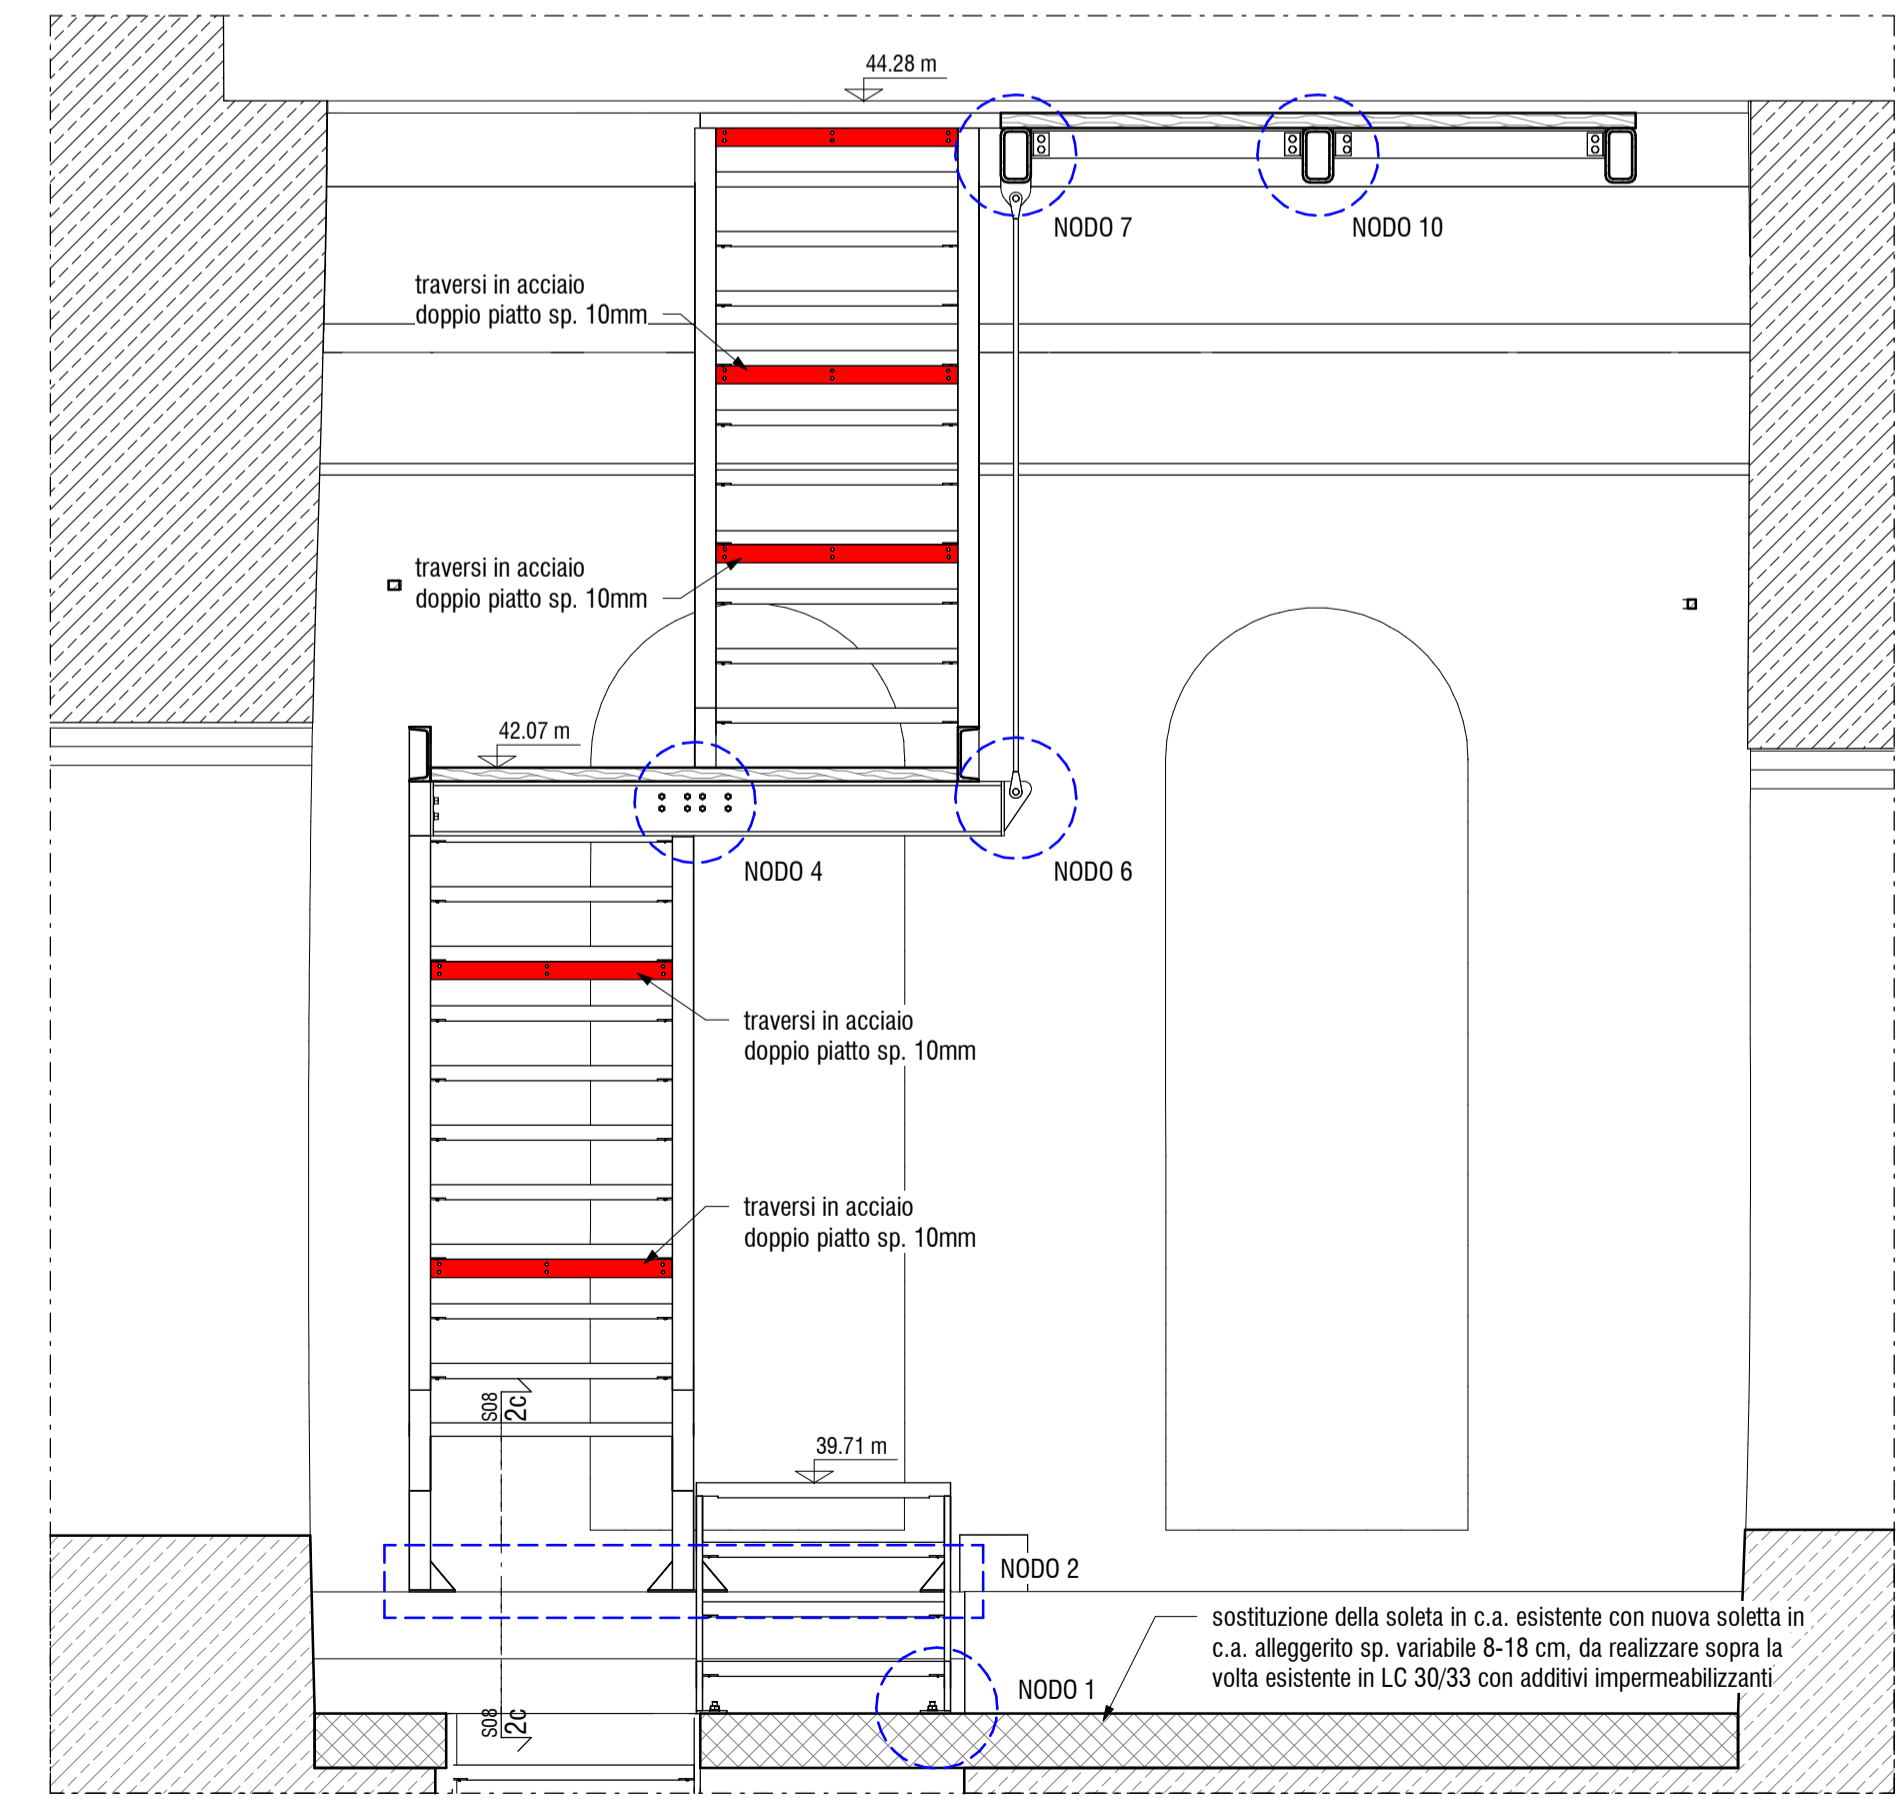 44.28 m
NODO 7
NODO 10
traversi in acciaio
doppio piatto sp. 10mm
traversi in acciaio
doppio piatto sp. 10mm
42.07 m
NODO 4
NODO 6
traversi in acciaio
doppio piatto sp. 10mm
traversi in acciaio
doppio piatto sp. 10mm
S08
2c
39.71 m
NODO 2
sostituzione della soleta in c.a. esistente con nuova soletta in
c.a. alleggerito sp. variabile 8-18 cm, da realizzare sopra la
volta esistente in LC 30/33 con additivi impermeabilizzanti
NODO 1
S08
2c